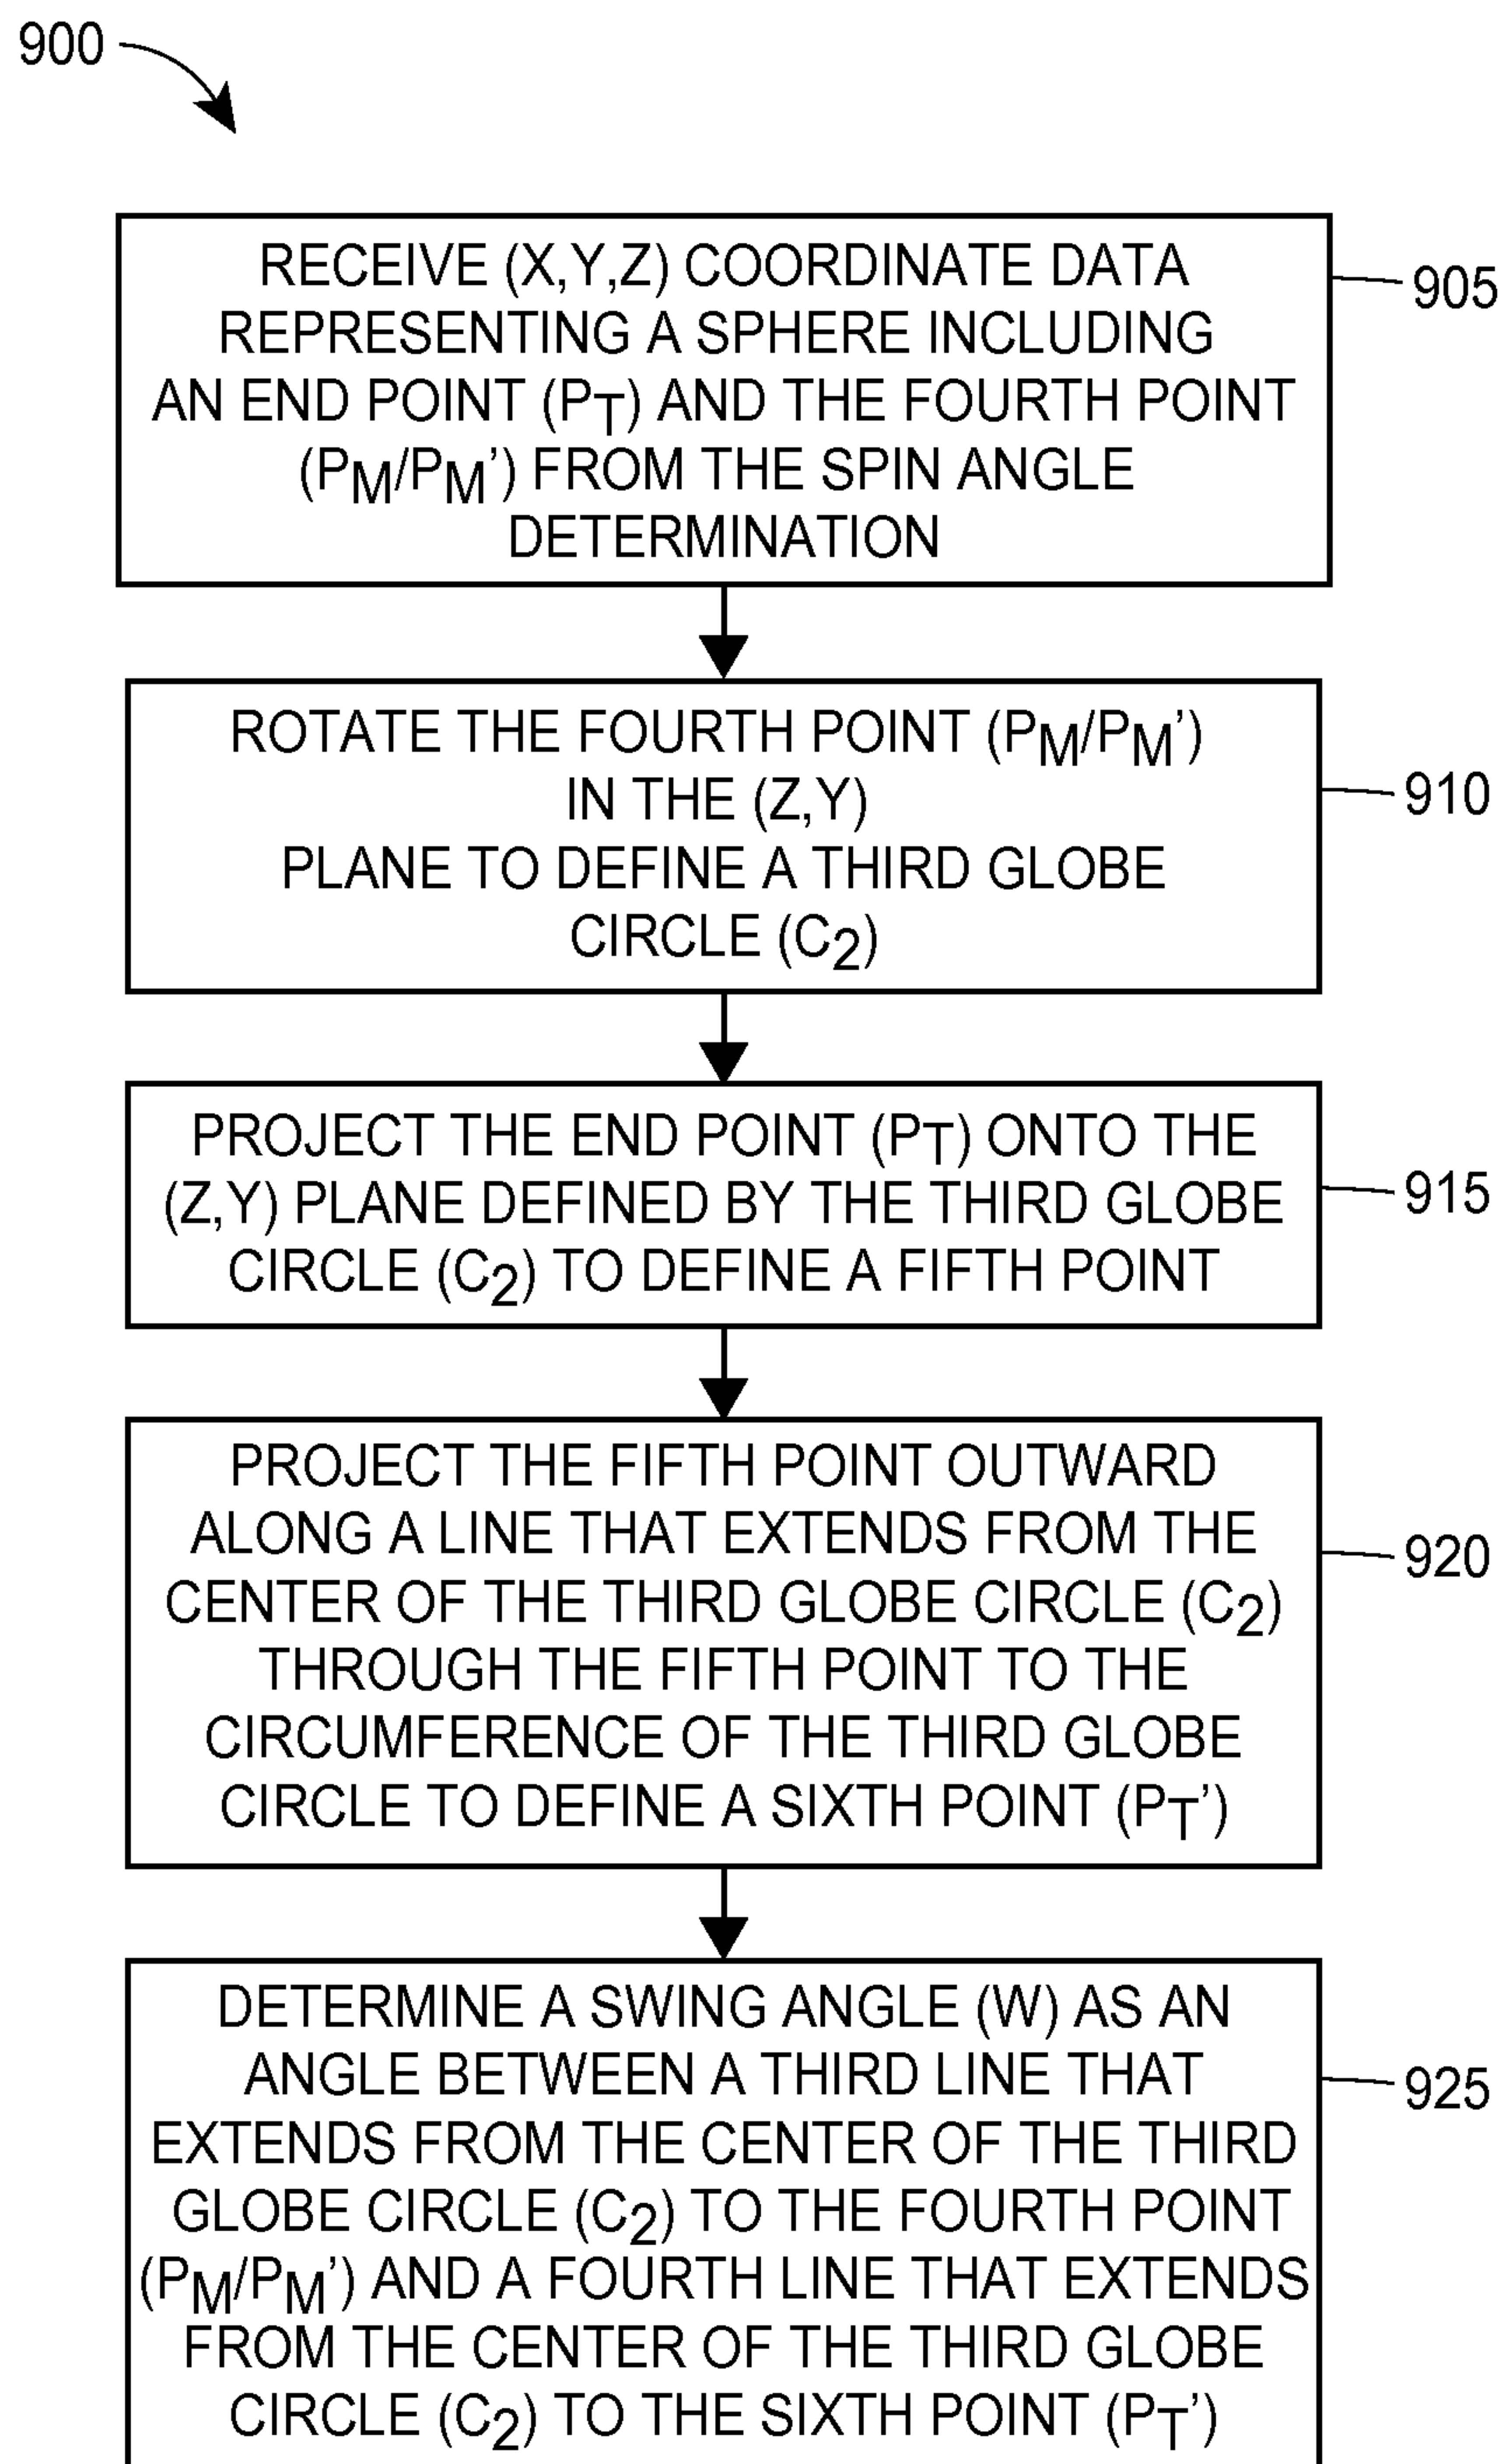 900
RECEIVE (X,Y,Z) COORDINATE DATA
REPRESENTING A SPHERE INCLUDING
AN END POINT (PT) AND THE FOURTH POINT
(PM/PM’) FROM THE SPIN ANGLE
DETERMINATION
905
ROTATE THE FOURTH POINT (PM/PM’)
IN THE (Z,Y)
PLANE TO DEFINE A THIRD GLOBE
CIRCLE (C2)
910
PROJECT THE END POINT (PT) ONTO THE
(Z,Y) PLANE DEFINED BY THE THIRD GLOBE
CIRCLE (C2) TO DEFINE A FIFTH POINT
915
PROJECT THE FIFTH POINT OUTWARD
ALONG A LINE THAT EXTENDS FROM THE
CENTER OF THE THIRD GLOBE CIRCLE (C2)
THROUGH THE FIFTH POINT TO THE
CIRCUMFERENCE OF THE THIRD GLOBE
CIRCLE TO DEFINE A SIXTH POINT (PT’)
920
DETERMINE A SWING ANGLE (W) AS AN
ANGLE BETWEEN A THIRD LINE THAT
EXTENDS FROM THE CENTER OF THE THIRD
GLOBE CIRCLE (C2) TO THE FOURTH POINT
(PM/PM’) AND A FOURTH LINE THAT EXTENDS
FROM THE CENTER OF THE THIRD GLOBE
CIRCLE (C2) TO THE SIXTH POINT (PT’)
925